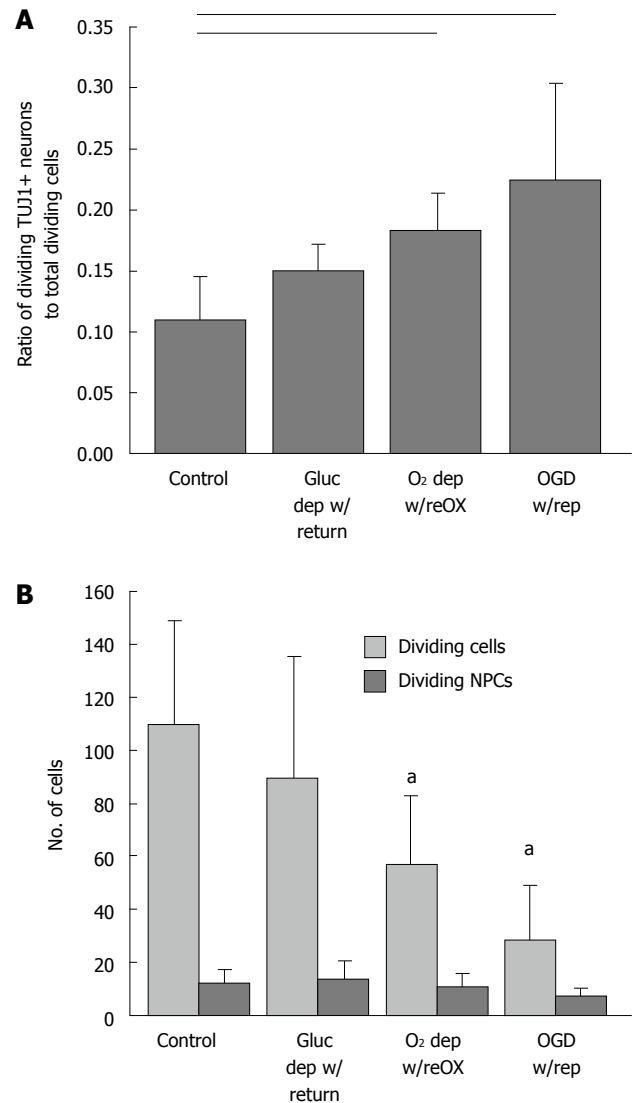 A
0.35
0.30
0.25
0.20
0.15
0.10
0.05
0.00
Ratio of dividing TUJ1+ neurons
to total dividing cells
Control
Gluc
dep w/
return
O₂ dep
w/reOX
OGD
w/rep
B
160
140
120
100
80
60
40
20
0
No. of cells
Dividing cells
Dividing NPCs
a
a
Control
Gluc
dep w/
return
O₂ dep
w/reOX
OGD
w/rep